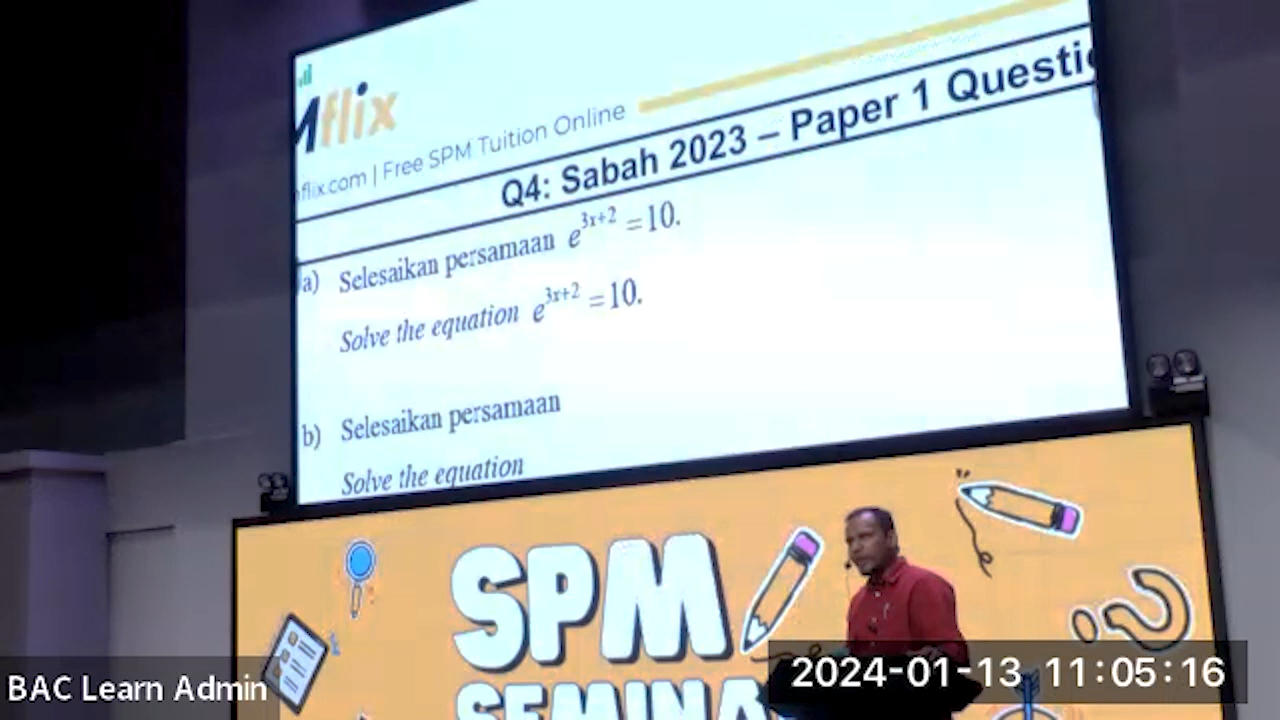 Mflix
flix.com | Free SPM Tuition Online
Q4: Sabah 2023 – Paper 1 Questi
a) Selesaikan persamaan e^{3x+2} = 10.
Solve the equation e^{3x+2} = 10.
b) Selesaikan persamaan
Solve the equation
SPM
SEMINA
BAC Learn Admin
2024-01-13 11:05:16